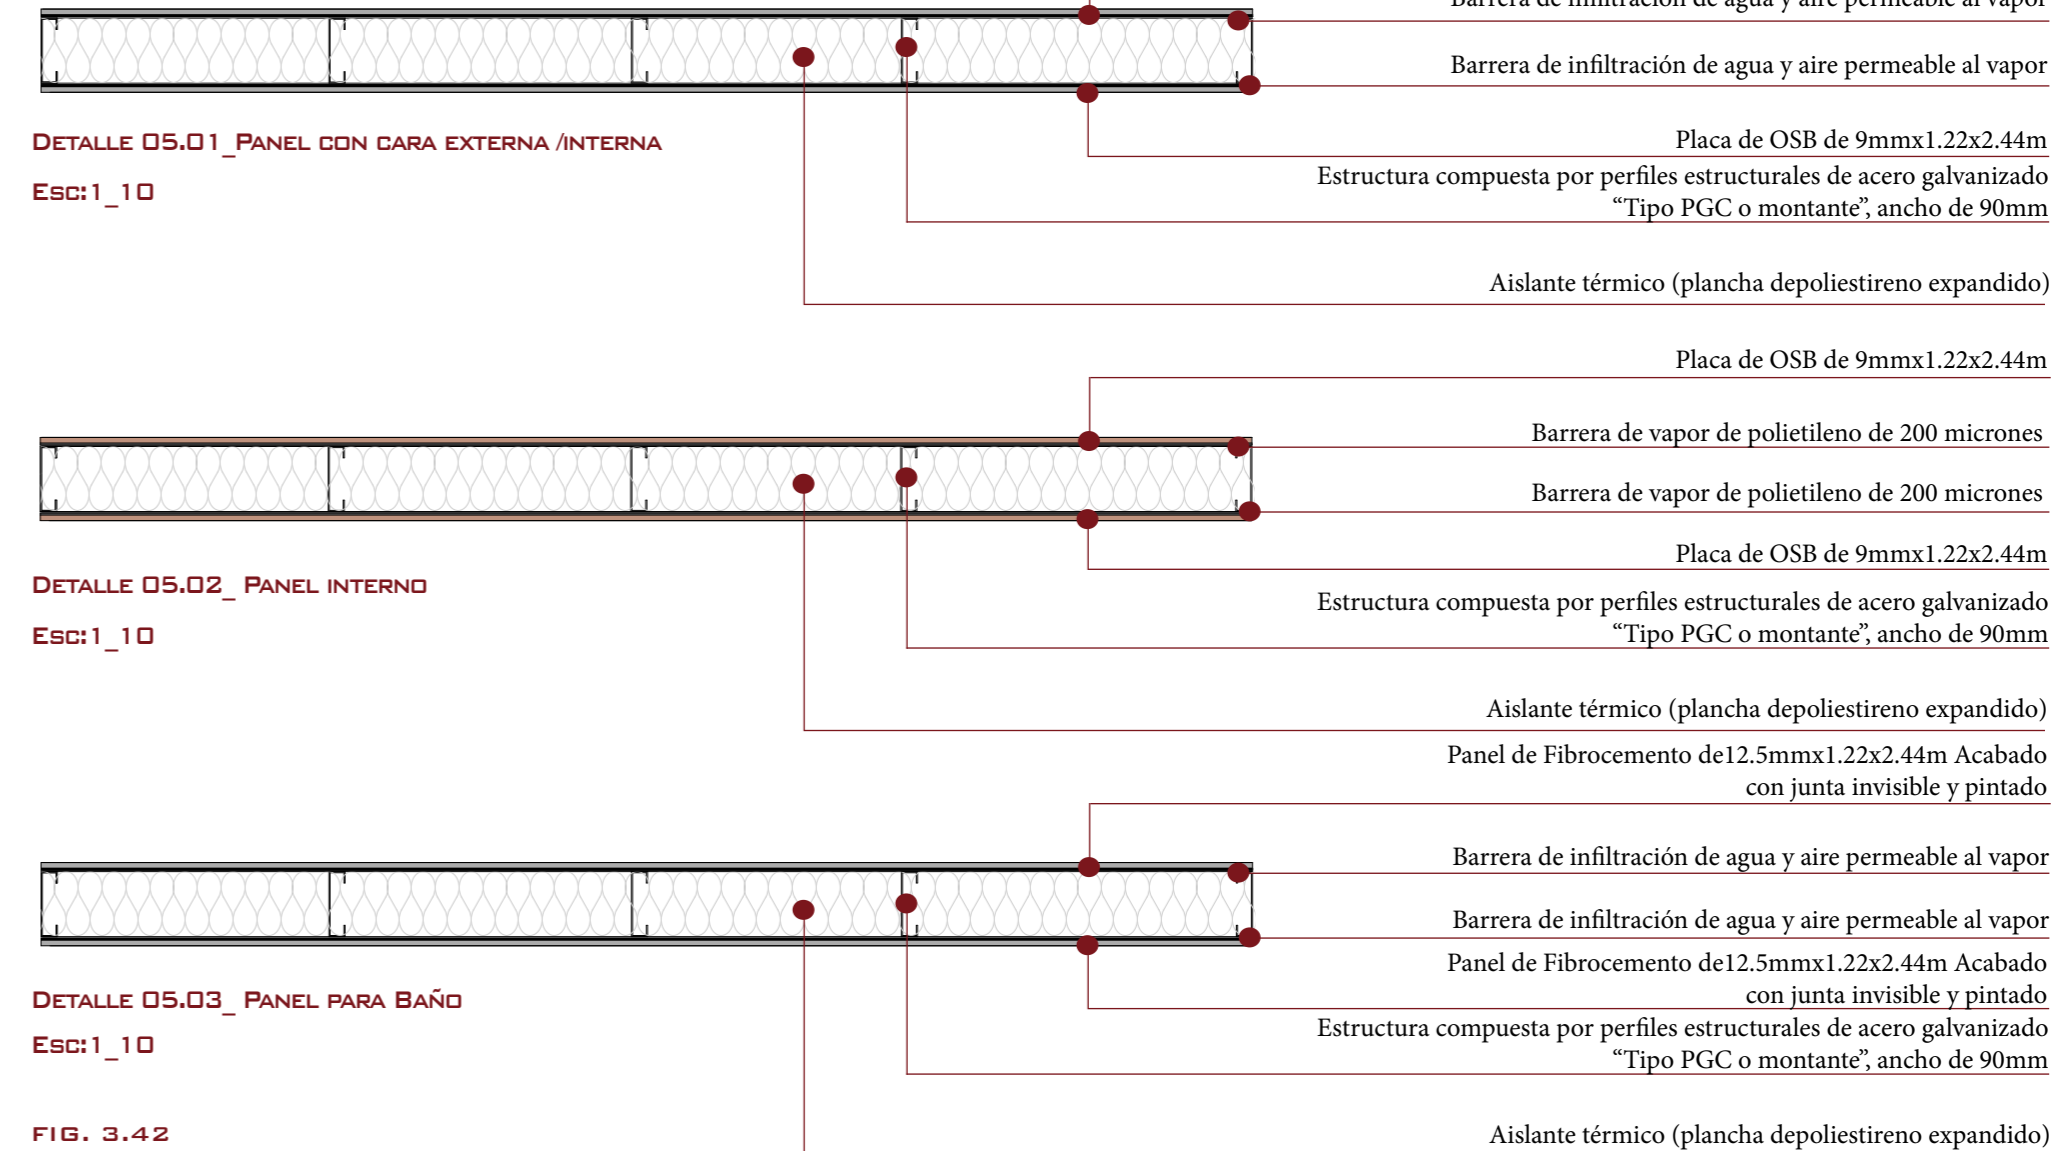 Barrera de infiltración de agua y aire permeable al vapor
Barrera de infiltración de agua y aire permeable al vapor
Detalle 05.01_Panel con cara externa /interna
Placa de OSB de 9mmx1.22x2.44m
Esc:1_10
Estructura compuesta por perfiles estructurales de acero galvanizado
“Tipo PGC o montante”, ancho de 90mm
Aislante térmico (plancha depoliestireno expandido)
Placa de OSB de 9mmx1.22x2.44m
Barrera de vapor de polietileno de 200 micrones
Barrera de vapor de polietileno de 200 micrones
Placa de OSB de 9mmx1.22x2.44m
Detalle 05.02_ Panel interno
Esc:1_10
Estructura compuesta por perfiles estructurales de acero galvanizado
“Tipo PGC o montante”, ancho de 90mm
Aislante térmico (plancha depoliestireno expandido)
Panel de Fibrocemento de12.5mmx1.22x2.44m Acabado
con junta invisible y pintado
Barrera de infiltración de agua y aire permeable al vapor
Barrera de infiltración de agua y aire permeable al vapor
Panel de Fibrocemento de12.5mmx1.22x2.44m Acabado
con junta invisible y pintado
Detalle 05.03_ Panel para Baño
Esc:1_10
Estructura compuesta por perfiles estructurales de acero galvanizado
“Tipo PGC o montante”, ancho de 90mm
FIG. 3.42
Aislante térmico (plancha depoliestireno expandido)